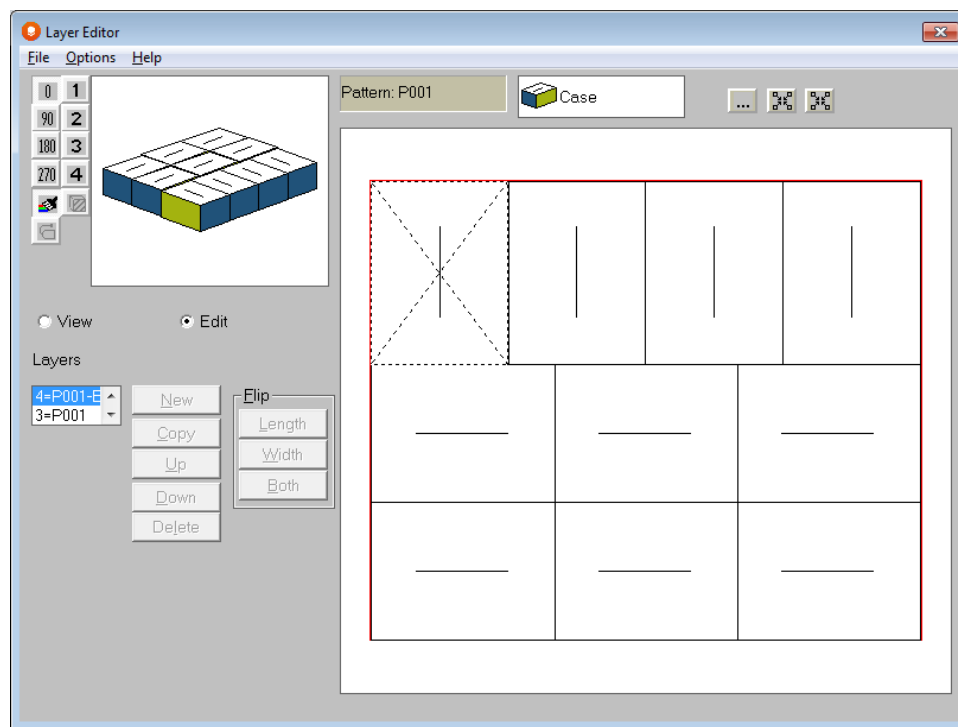 Layer Editor
File Options Help
0 1
90 2
180 3
270 4
Pattern: P001
Case
...
View Edit
Layers
4=P001-E
3=P001
New
Copy
Up
Down
Delete
Flip
Length
Width
Both